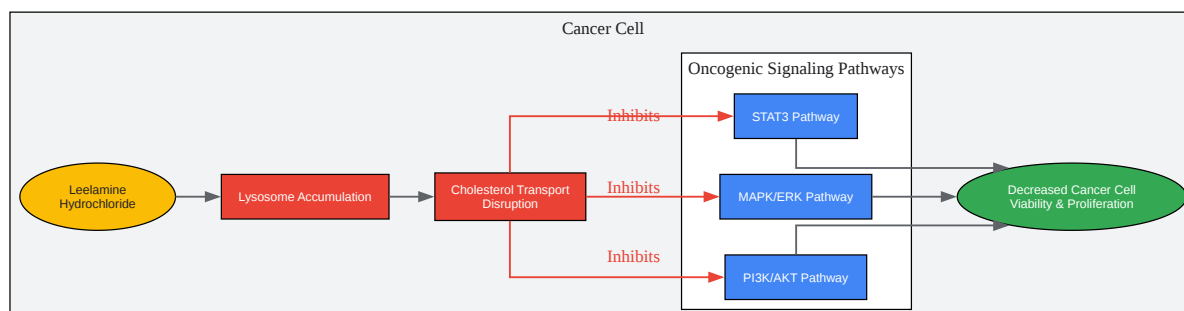 Cancer Cell
Oncogenic Signaling Pathways
Inhibits
STAT3 Pathway
Leelamine
Hydrochloride
Lysosome Accumulation
Cholesterol Transport
Disruption
Inhibits
MAPK/ERK Pathway
Decreased Cancer Cell
Viability & Proliferation
Inhibits
PI3K/AKT Pathway